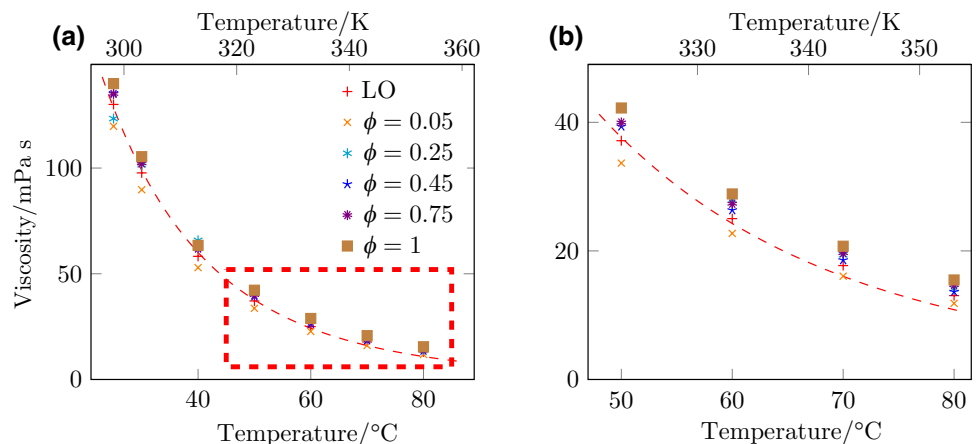 Temperature/K
(a)
300 320 340 360
Viscosity/mPa s
100
50
0
LO
ϕ = 0.05
ϕ = 0.25
ϕ = 0.45
ϕ = 0.75
ϕ = 1
40 60 80
Temperature/°C
Temperature/K
(b)
330 340 350
40
20
0
50 60 70 80
Temperature/°C